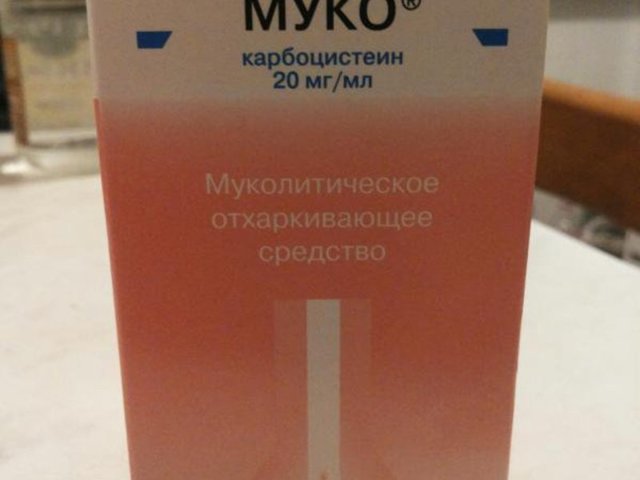 МУКО®
карбоцистеин
20 мг/мл
Муколитическое
отхаркивающее
средство